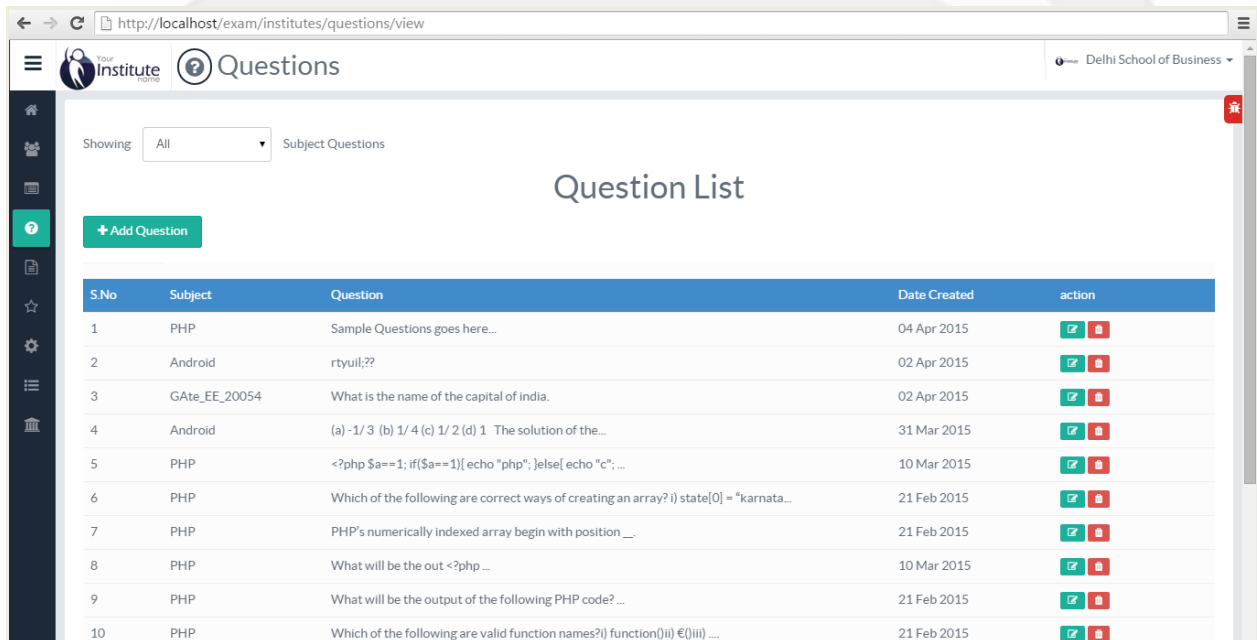 http://localhost/exam/institutes/questions/view
Your Institute name
Questions
Delhi School of Business
Showing All Subject Questions
Question List
Add Question
S.No Subject Question Date Created action
1 PHP Sample Questions goes here... 04 Apr 2015
2 Android rtyuil;?? 02 Apr 2015
3 GAte_EE_20054 What is the name of the capital of india. 02 Apr 2015
4 Android (a) -1/ 3 (b) 1/ 4 (c) 1/ 2 (d) 1 The solution of the... 31 Mar 2015
5 PHP <?php $a==1; if($a==1){ echo "php"; }else{ echo "c"; ... 10 Mar 2015
6 PHP Which of the following are correct ways of creating an array? i) state[0] = “karnata... 21 Feb 2015
7 PHP PHP’s numerically indexed array begin with position __. 21 Feb 2015
8 PHP What will be the out <?php ... 10 Mar 2015
9 PHP What will be the output of the following PHP code? ... 21 Feb 2015
10 PHP Which of the following are valid function names?i) function()ii) €()iii) .... 21 Feb 2015